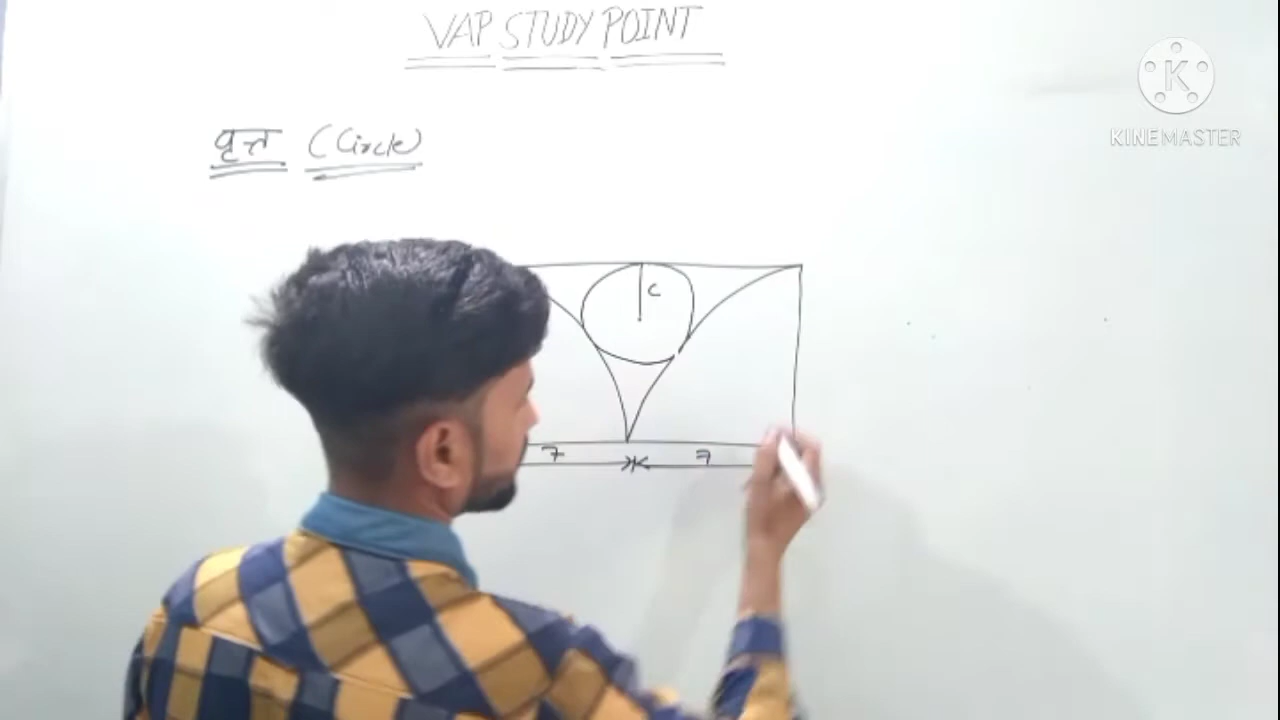 VAP STUDY POINT
K
KINEMASTER
वृत्त (Circle)
c
7 7